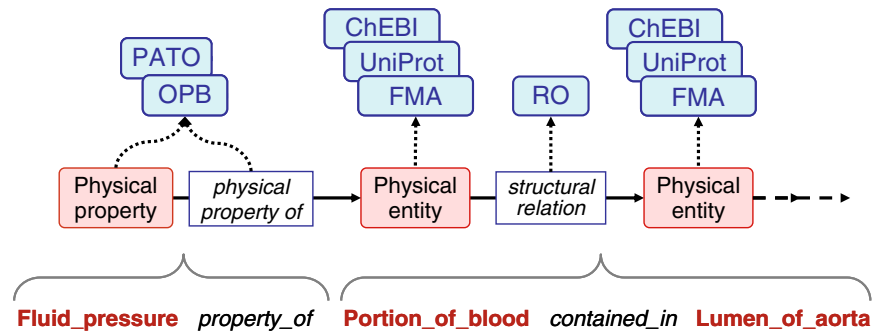 ChEBI
ChEBI
PATO
UniProt
UniProt
OPB
FMA
RO
FMA
Physical
property
physical
property of
Physical
entity
structural
relation
Physical
entity
Fluid_pressure property_of Portion_of_blood contained_in Lumen_of_aorta